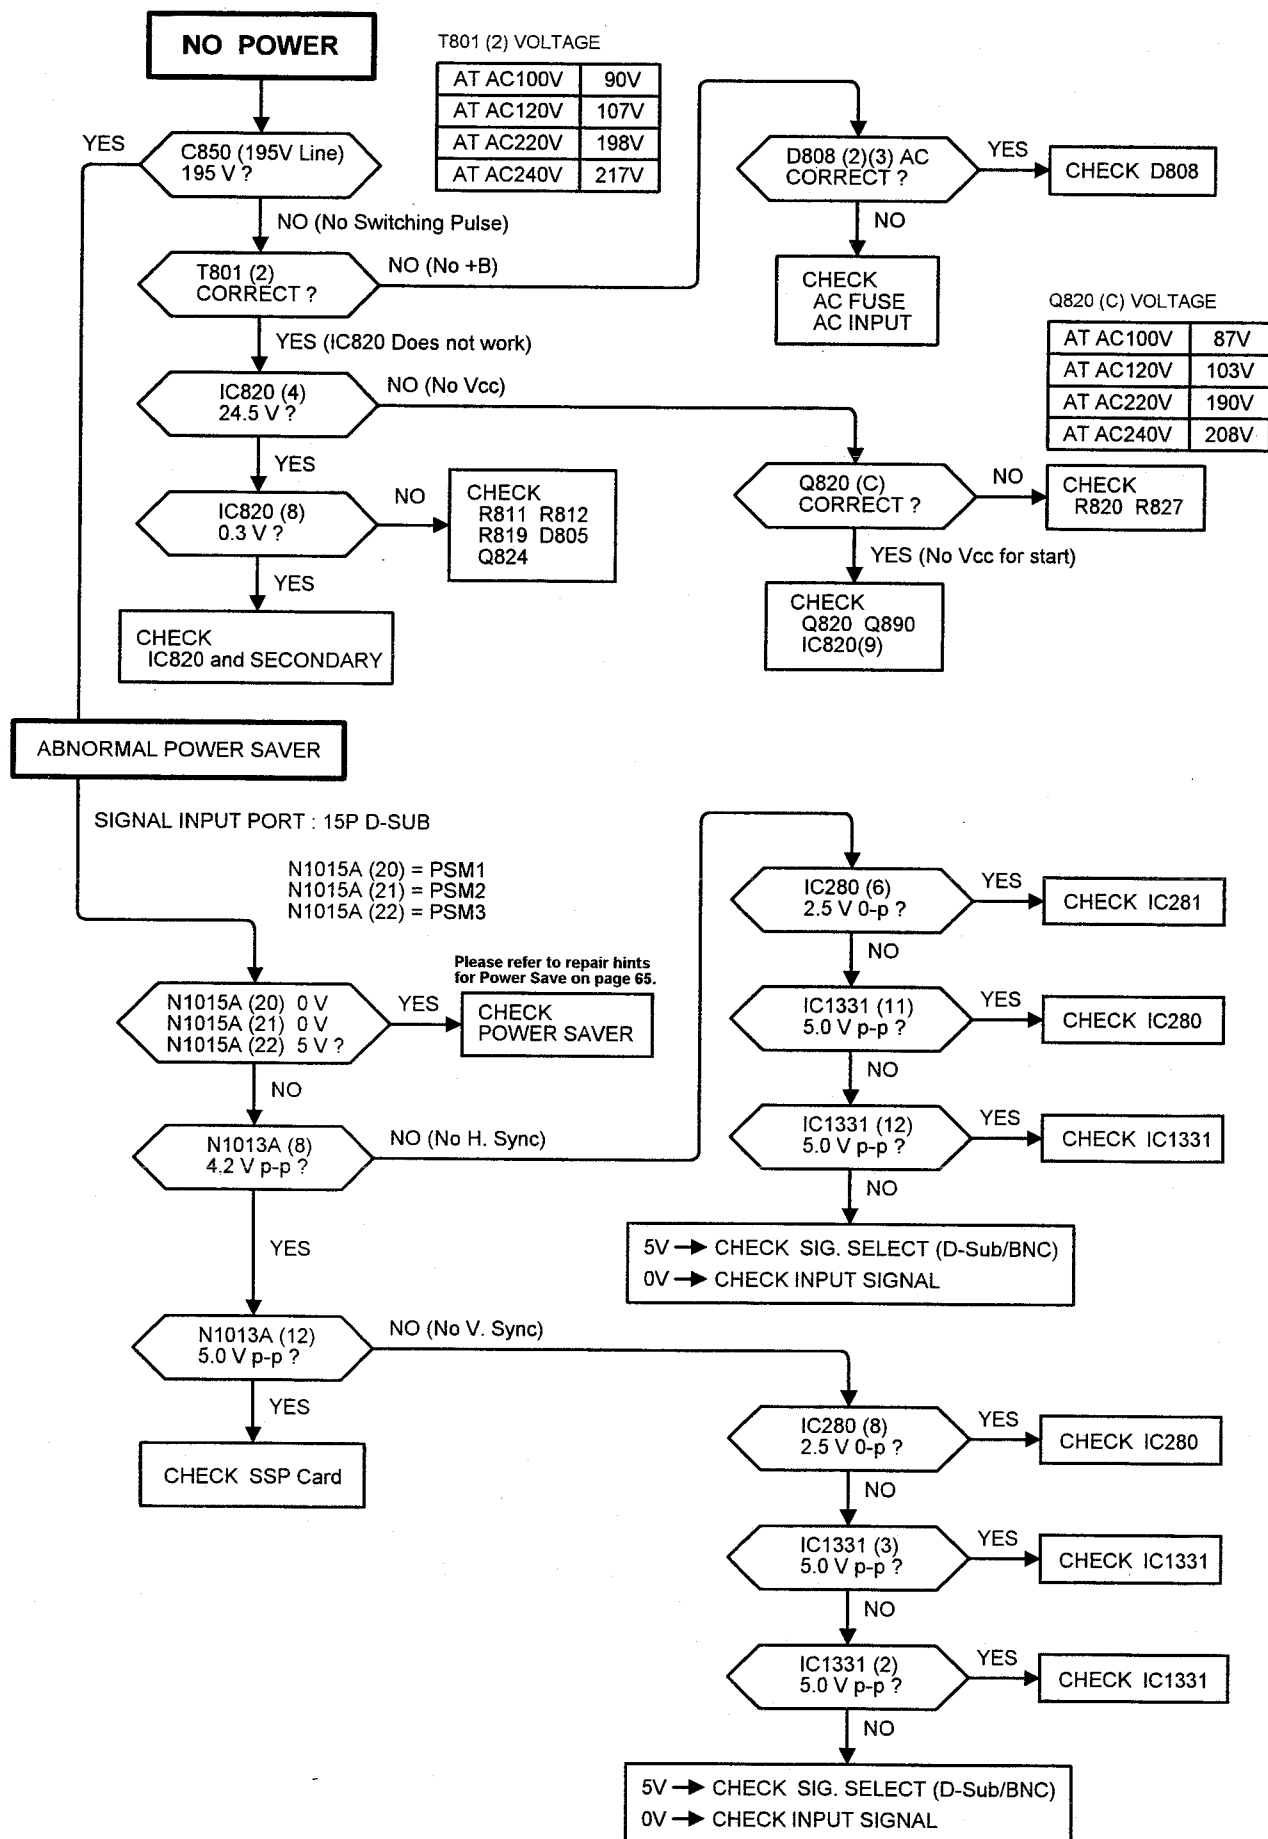 NO POWER
T801 (2) VOLTAGE
AT AC100V 90V
AT AC120V 107V
AT AC220V 198V
AT AC240V 217V
YES
C850 (195V Line)
195 V ?
D808 (2)(3) AC
CORRECT ?
YES
CHECK D808
NO (No Switching Pulse)
NO
T801 (2)
CORRECT ?
NO (No +B)
CHECK
AC FUSE
AC INPUT
Q820 (C) VOLTAGE
AT AC100V 87V
AT AC120V 103V
AT AC220V 190V
AT AC240V 208V
YES (IC820 Does not work)
IC820 (4)
24.5 V ?
NO (No Vcc)
YES
Q820 (C)
CORRECT ?
NO
CHECK
R820 R827
IC820 (8)
0.3 V ?
NO
CHECK
R811 R812
R819 D805
Q824
YES (No Vcc for start)
YES
CHECK
Q820 Q890
IC820(9)
CHECK
IC820 and SECONDARY
ABNORMAL POWER SAVER
SIGNAL INPUT PORT : 15P D-SUB
N1015A (20) = PSM1
N1015A (21) = PSM2
N1015A (22) = PSM3
IC280 (6)
2.5 V 0-p ?
YES
CHECK IC281
NO
Please refer to repair hints
for Power Save on page 65.
N1015A (20) 0 V
N1015A (21) 0 V
N1015A (22) 5 V ?
YES
CHECK
POWER SAVER
IC1331 (11)
5.0 V p-p ?
YES
CHECK IC280
NO
NO
N1013A (8)
4.2 V p-p ?
NO (No H. Sync)
IC1331 (12)
5.0 V p-p ?
YES
CHECK IC1331
NO
YES
5V → CHECK SIG. SELECT (D-Sub/BNC)
0V → CHECK INPUT SIGNAL
N1013A (12)
5.0 V p-p ?
NO (No V. Sync)
YES
IC280 (8)
2.5 V 0-p ?
YES
CHECK IC280
CHECK SSP Card
NO
IC1331 (3)
5.0 V p-p ?
YES
CHECK IC1331
NO
IC1331 (2)
5.0 V p-p ?
YES
CHECK IC1331
NO
5V → CHECK SIG. SELECT (D-Sub/BNC)
0V → CHECK INPUT SIGNAL